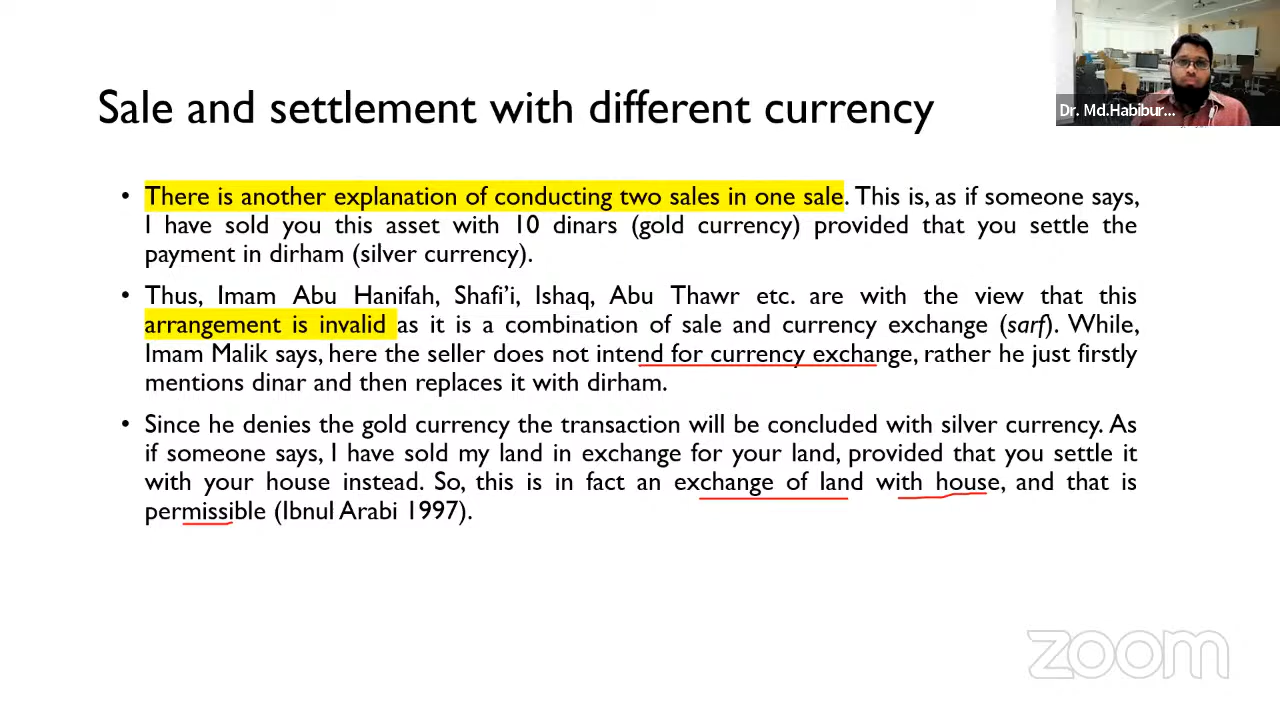 Dr. Md.Habibur...
Sale and settlement with different currency
• There is another explanation of conducting two sales in one sale. This is, as if someone says,
I have sold you this asset with 10 dinars (gold currency) provided that you settle the
payment in dirham (silver currency).
• Thus, Imam Abu Hanifah, Shafi'i, Ishaq, Abu Thawr etc. are with the view that this
arrangement is invalid as it is a combination of sale and currency exchange (sarf). While,
Imam Malik says, here the seller does not intend for currency exchange, rather he just firstly
mentions dinar and then replaces it with dirham.
• Since he denies the gold currency the transaction will be concluded with silver currency. As
if someone says, I have sold my land in exchange for your land, provided that you settle it
with your house instead. So, this is in fact an exchange of land with house, and that is
permissible (Ibnul Arabi 1997).
zoom